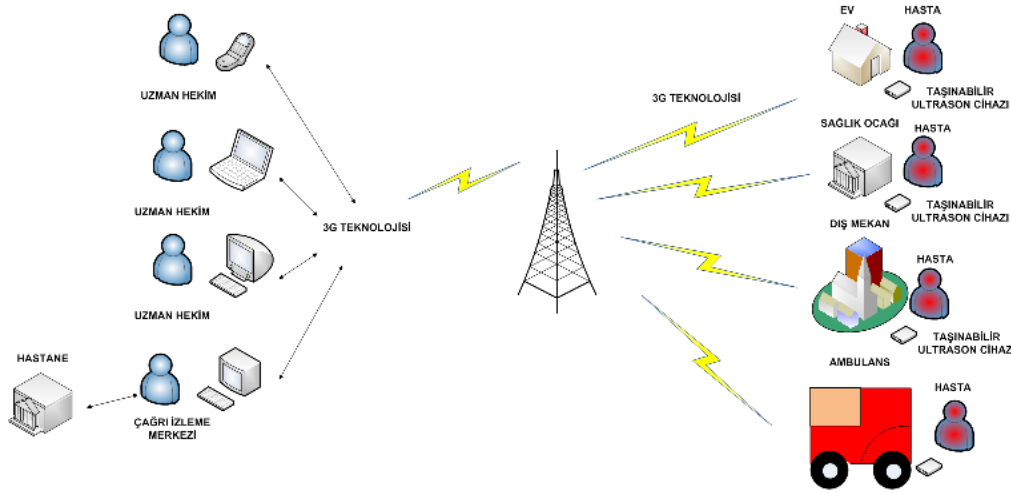 UZMAN HEKİM
UZMAN HEKİM
UZMAN HEKİM
HASTANE
ÇAĞRI İZLEME
MERKEZİ
3G TEKNOLOJİSİ
3G TEKNOLOJİSİ
EV
HASTA
TAŞINABİLİR
ULTRASON CİHAZI
SAĞLIK OCAĞI
HASTA
TAŞINABİLİR
ULTRASON CİHAZI
DIŞ MEKAN
HASTA
TAŞINABİLİR
ULTRASON CİHAZI
AMBULANS
HASTA